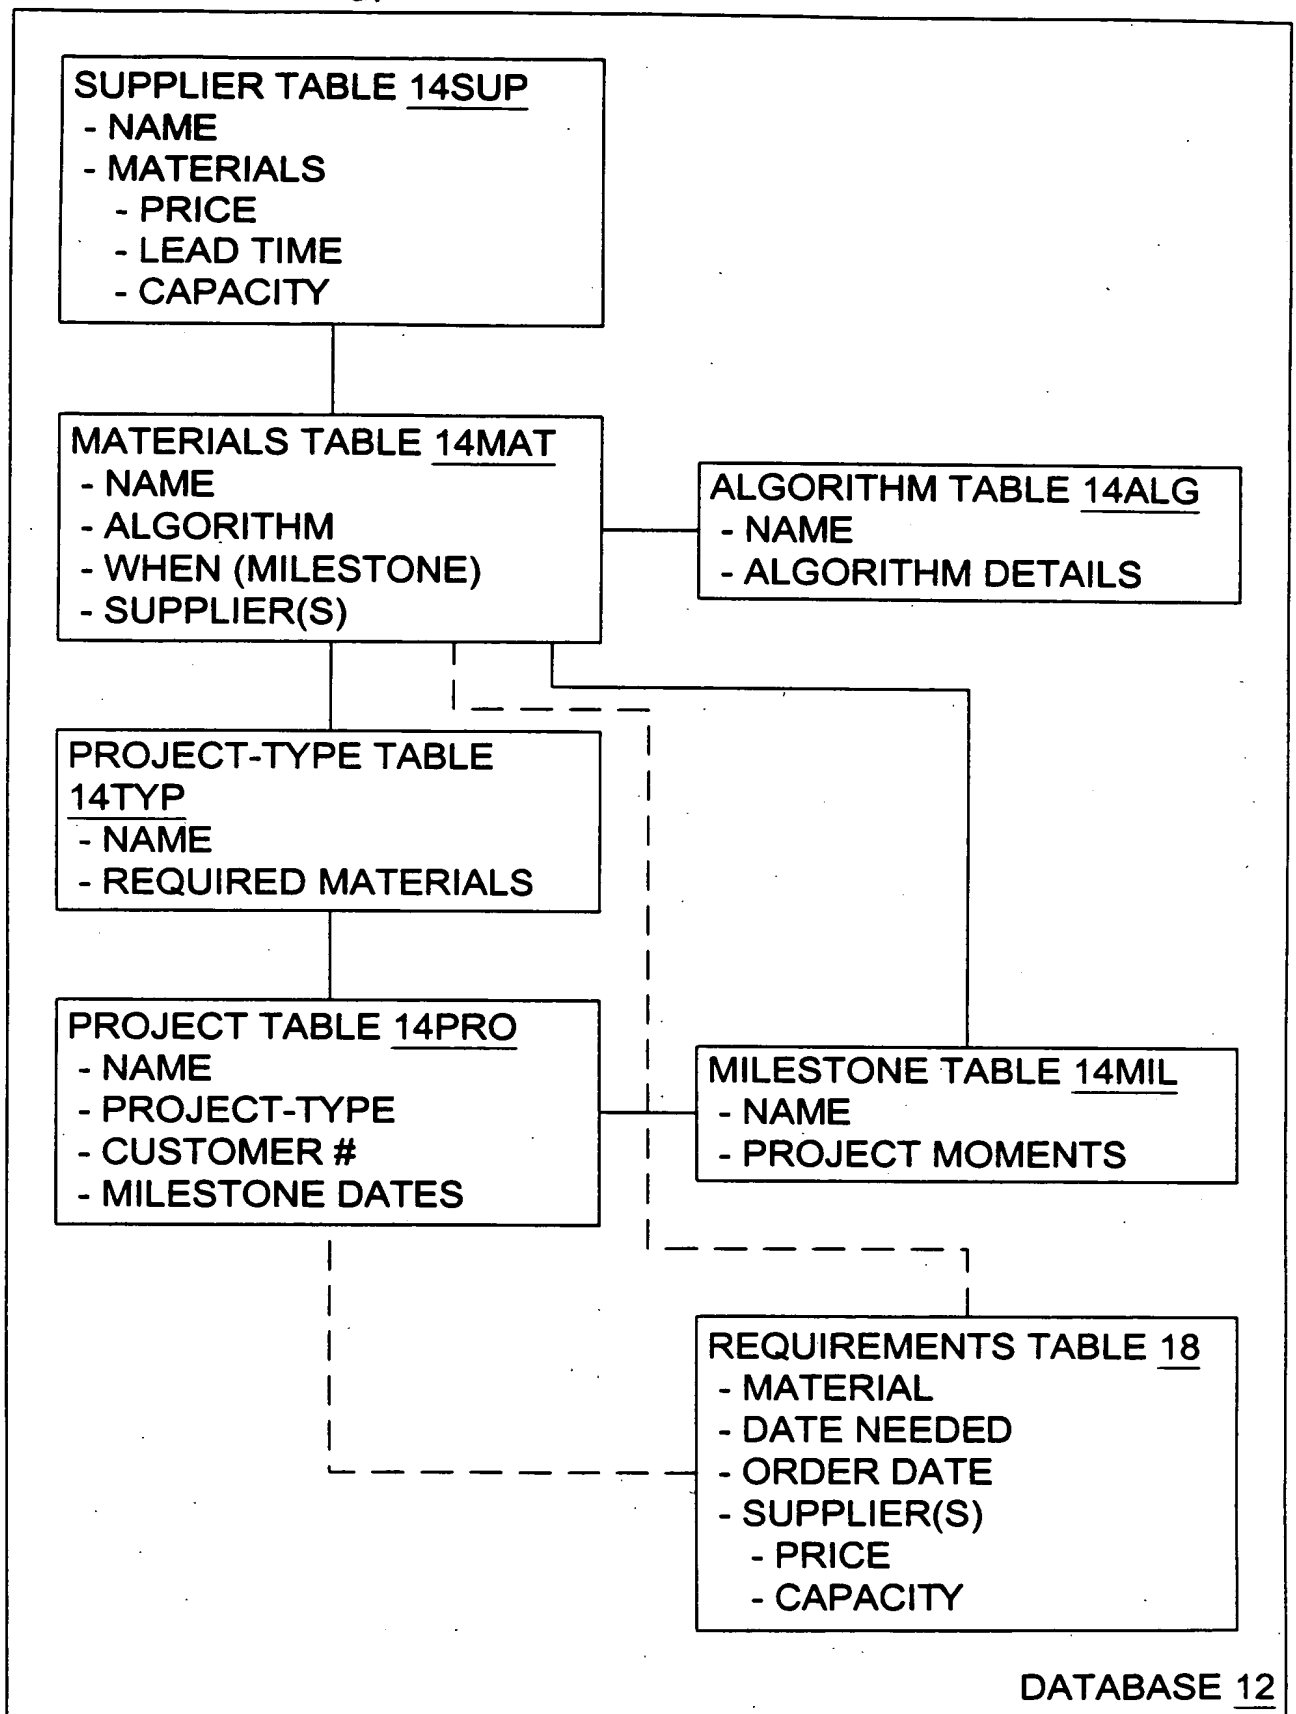 SUPPLIER TABLE 14SUP
- NAME
- MATERIALS
- PRICE
- LEAD TIME
- CAPACITY
MATERIALS TABLE 14MAT
- NAME
- ALGORITHM
- WHEN (MILESTONE)
- SUPPLIER(S)
ALGORITHM TABLE 14ALG
- NAME
- ALGORITHM DETAILS
PROJECT-TYPE TABLE
14TYP
- NAME
- REQUIRED MATERIALS
PROJECT TABLE 14PRO
- NAME
- PROJECT-TYPE
- CUSTOMER #
- MILESTONE DATES
MILESTONE TABLE 14MIL
- NAME
- PROJECT MOMENTS
REQUIREMENTS TABLE 18
- MATERIAL
- DATE NEEDED
- ORDER DATE
- SUPPLIER(S)
- PRICE
- CAPACITY
DATABASE 12